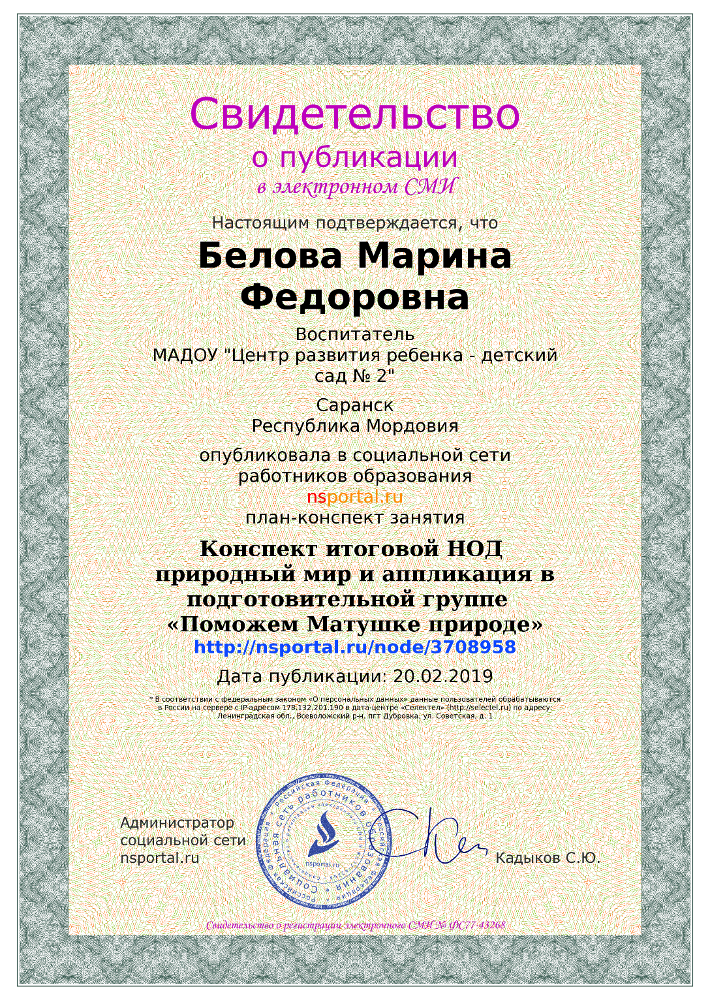 Свидетельство
о публикации
в электронном СМИ
Настоящим подтверждается, что
Белова Марина
Федоровна
Воспитатель
МАДОУ "Центр развития ребенка - детский
сад № 2"
Саранск
Республика Мордовия
опубликовала в социальной сети
работников образования
nsportal.ru
план-конспект занятия
Конспект итоговой НОД
природный мир и аппликация в
подготовительной группе
«Поможем Матушке природе»
http://nsportal.ru/node/3708958
Дата публикации: 20.02.2019
* В соответствии с федеральным законом «О персональных данных» данные пользователей обрабатываются
в России на сервере с IP-адресом 178.132.201.190 в дата-центре «Селектел» (http://selectel.ru) по адресу:
Ленинградская обл., Всеволожский р-н, пгт Дубровка, ул. Советская, д. 1
Администратор
социальной сети
nsportal.ru
Российская Федерация * Российская Федерация * Российская Федерация *
Социальная сеть работников образования *
nsportal.ru
Кадыков С.Ю.
Свидетельство о регистрации электронного СМИ № ФС77-43268